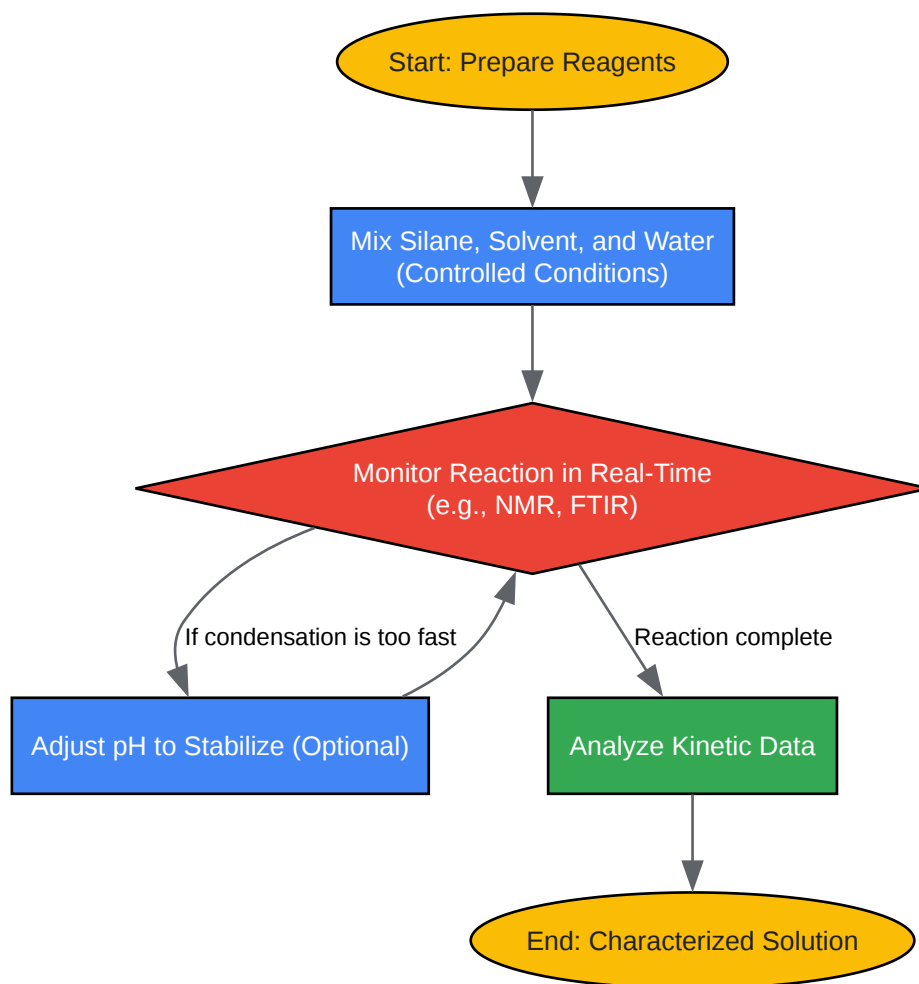 Start: Prepare Reagents
Mix Silane, Solvent, and Water
(Controlled Conditions)
Monitor Reaction in Real-Time
(e.g., NMR, FTIR)
If condensation is too fast
Reaction complete
Adjust pH to Stabilize (Optional)
Analyze Kinetic Data
End: Characterized Solution